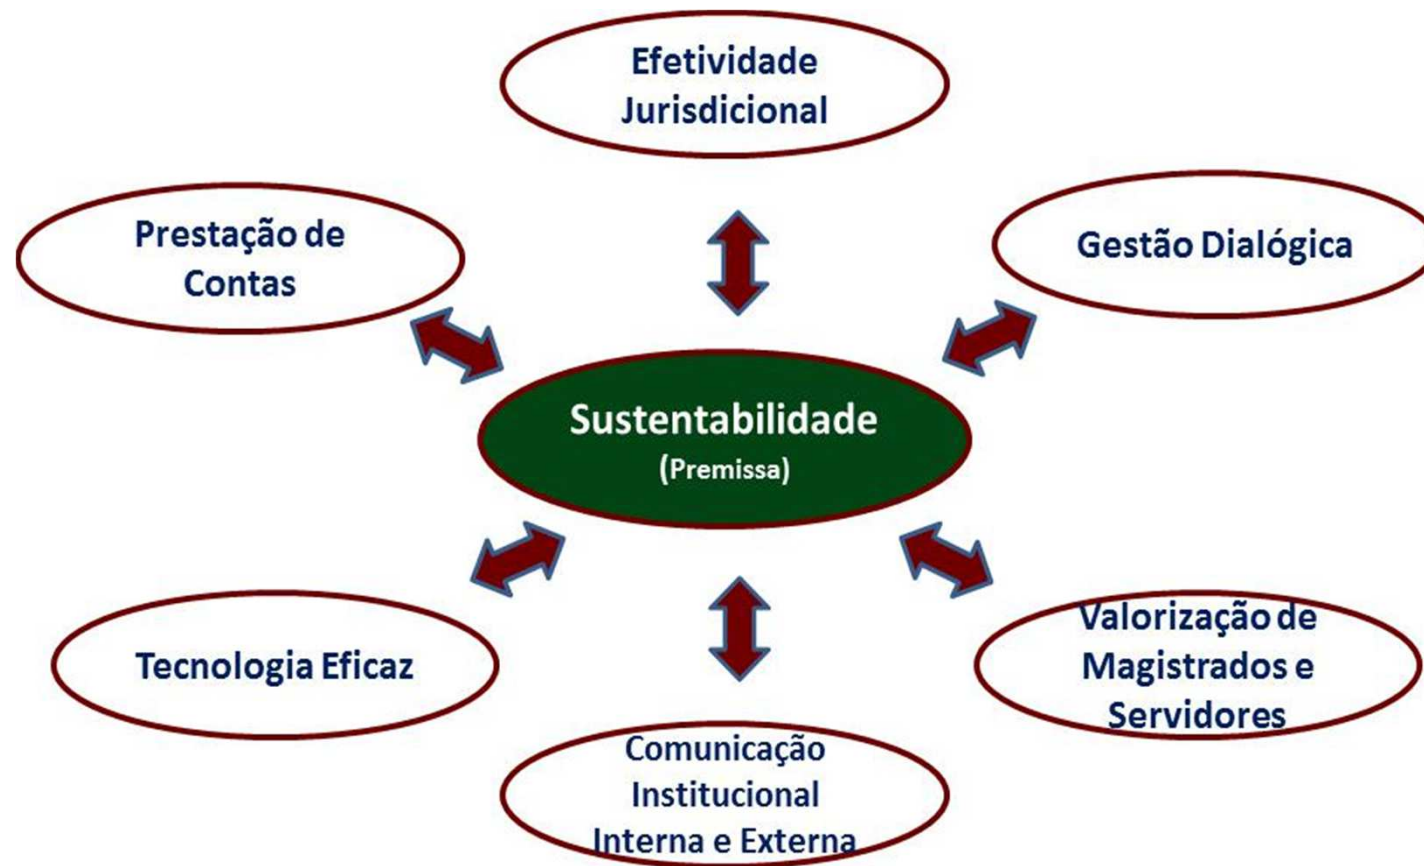 Efetividade
Jurisdicional
Prestação de
Contas
Gestão Dialógica
Sustentabilidade
(Premissa)
Tecnologia Eficaz
Valorização de
Magistrados e
Servidores
Comunicação
Institucional
Interna e Externa